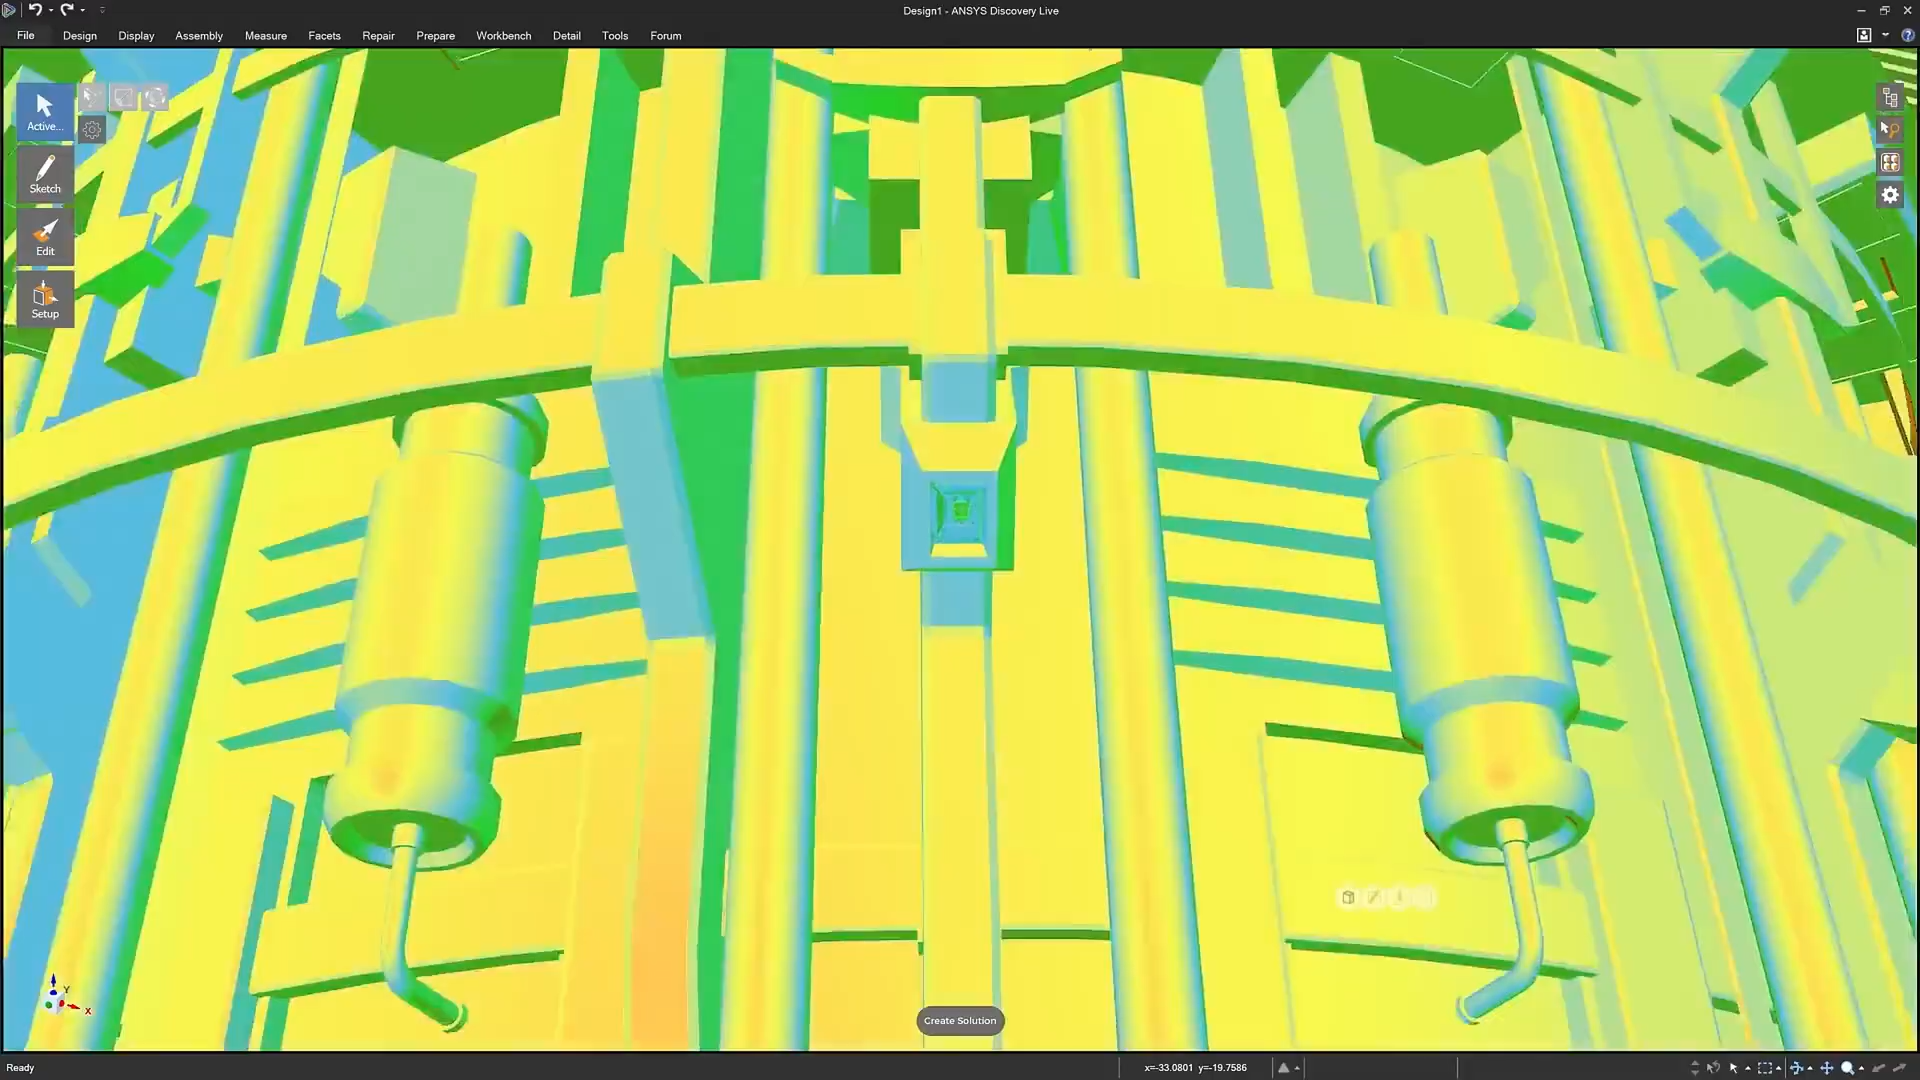 Design1 - ANSYS Discovery Live
File Design Display Assembly Measure Facets Repair Prepare Workbench Detail Tools Forum
Active...
Sketch
Edit
Setup
Y
X
Create Solution
Ready
x=-33.0801 y=-19.7586